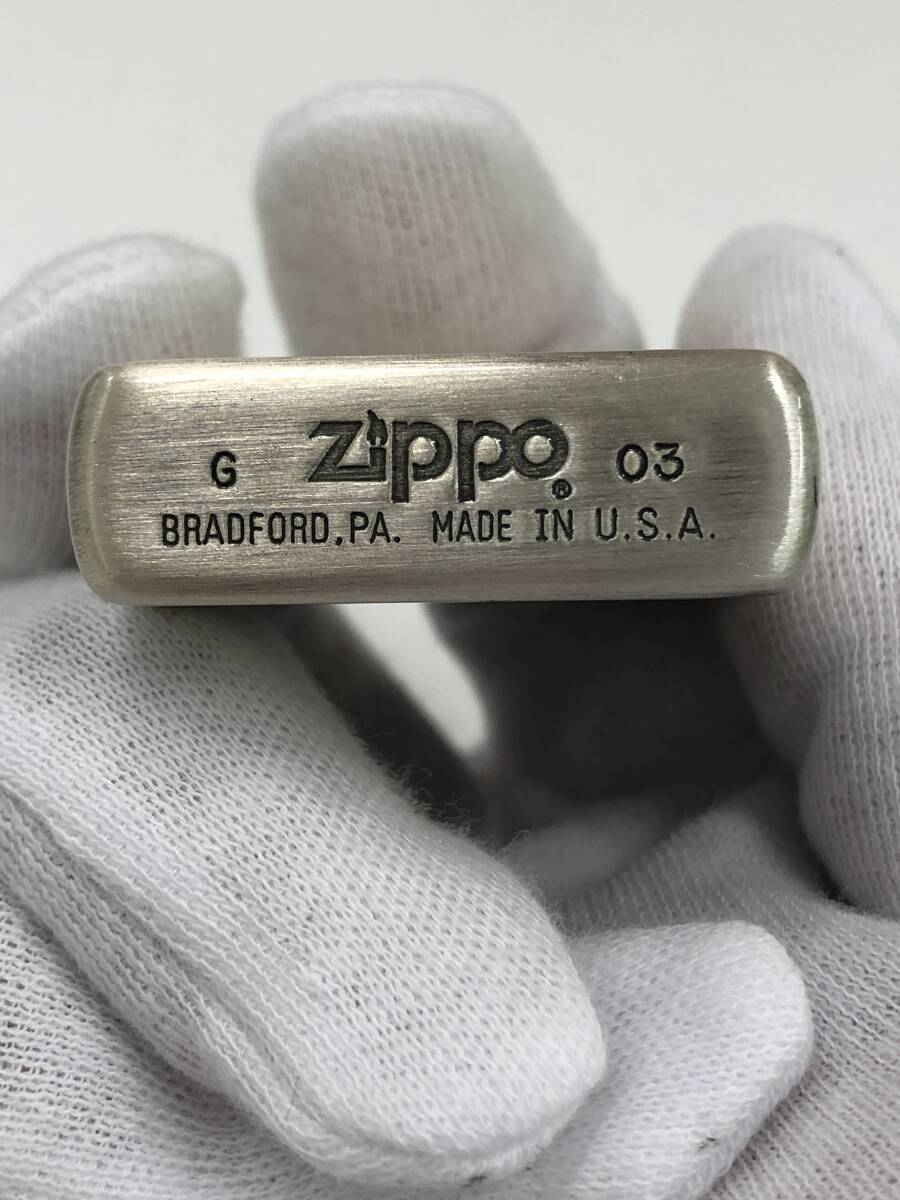 G Zippo® 03
BRADFORD,PA. MADE IN U.S.A.